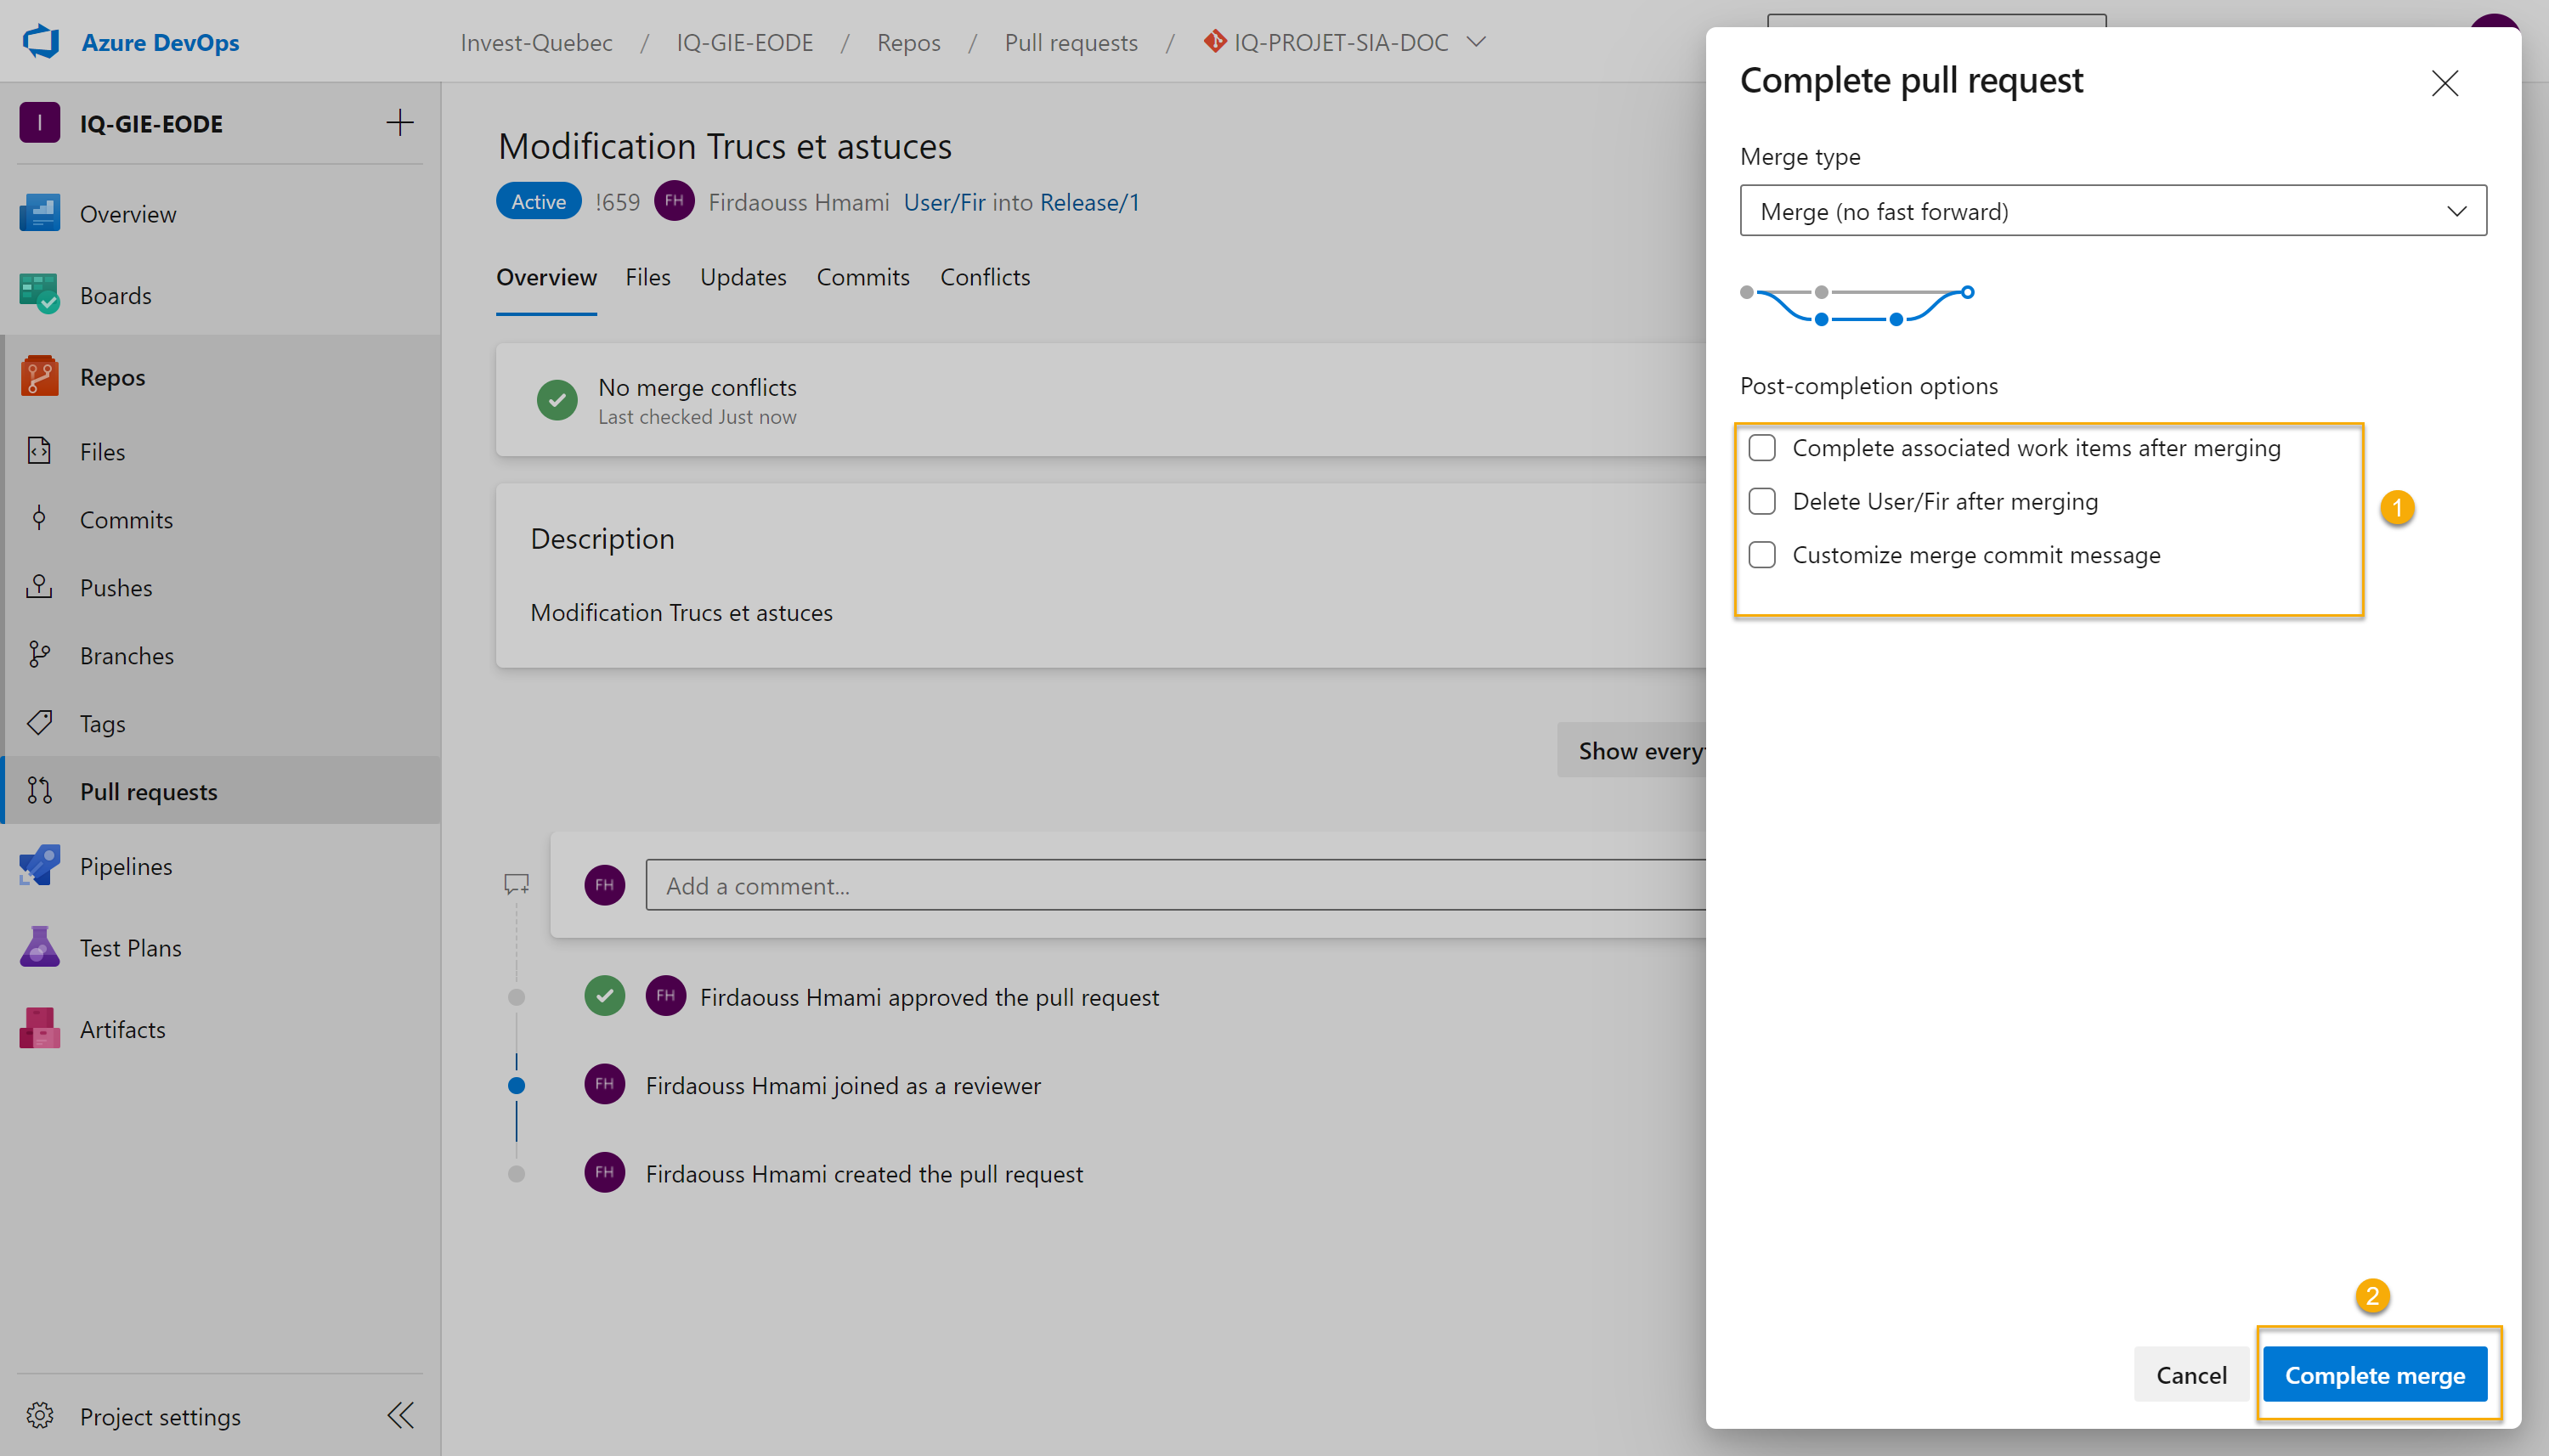 Azure DevOps
Invest-Quebec / IQ-GIE-EODE / Repos / Pull requests / IQ-PROJET-SIA-DOC
I IQ-GIE-EODE
Overview
Boards
Repos
Files
Commits
Pushes
Branches
Tags
Pull requests
Pipelines
Test Plans
Artifacts
Project settings
Modification Trucs et astuces
Active !659 FH Firdaouss Hmami User/Fir into Release/1
Overview Files Updates Commits Conflicts
No merge conflicts
Last checked Just now
Description
Modification Trucs et astuces
Show every
FH Add a comment...
FH Firdaouss Hmami approved the pull request
FH Firdaouss Hmami joined as a reviewer
FH Firdaouss Hmami created the pull request
Complete pull request
Merge type
Merge (no fast forward)
Post-completion options
Complete associated work items after merging
Delete User/Fir after merging
Customize merge commit message
1
2
Cancel Complete merge